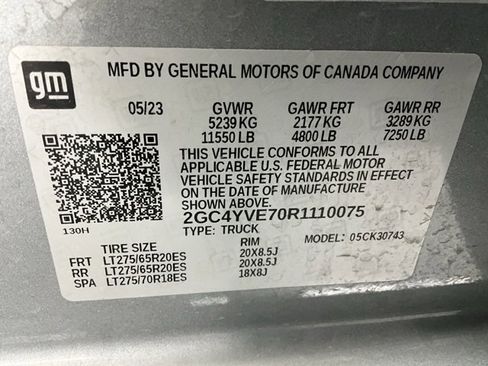 gm
MFD BY GENERAL MOTORS OF CANADA COMPANY
05/23 GVWR GAWR FRT GAWR RR
5239 KG 2177 KG 3289 KG
11550 LB 4800 LB 7250 LB
THIS VEHICLE CONFORMS TO ALL
APPLICABLE U.S. FEDERAL MOTOR
VEHICLE SAFETY STANDARDS IN EFFECT
ON THE DATE OF MANUFACTURE
SHOWN ABOVE.
2GC4YVE70R1110075
130H
TYPE: TRUCK MODEL: 05CK30743
TIRE SIZE RIM
FRT LT275/65R20ES 20X8.5J
RR LT275/65R20ES 20X8.5J
SPA LT275/70R18ES 18X8J